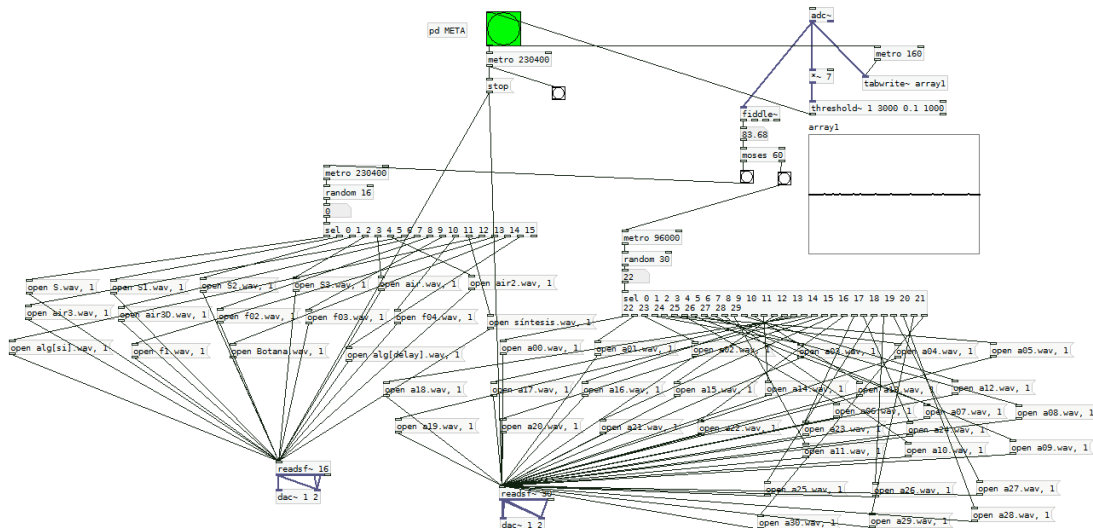 adc~
pd META
metro 230400
metro 160
stop
*~ 7
tabwrite~ array1
fiddle~
threshold~ 1 3000 0.1 1000
83.68
array1
moses 60
metro 230400
random 16
0
sel 0 1 2 3 4 5 6 7 8 9 10 11 12 13 14 15
metro 96000
random 30
22
open S.wav, 1
open S1.wav, 1
open S2.wav, 1
open S3.wav, 1
open air.wav, 1
open air2.wav, 1
sel 0 1 2 3 4 5 6 7 8 9 10 11 12 13 14 15 16 17 18 19 20 21
22 23 24 25 26 27 28 29
open air3.wav, 1
open air3D.wav, 1
open f02.wav, 1
open f03.wav, 1
open f04.wav, 1
open síntesis.wav, 1
open alg[si].wav, 1
open f1.wav, 1
open Botana.wav, 1
open alg[delay].wav, 1
open a00.wav, 1
open a01.wav, 1
open a02.wav, 1
open a03.wav, 1
open a04.wav, 1
open a05.wav, 1
open a18.wav, 1
open a17.wav, 1
open a16.wav, 1
open a15.wav, 1
open a14.wav, 1
open a13.wav, 1
open a12.wav, 1
open a06.wav, 1
open a07.wav, 1
open a08.wav, 1
open a19.wav, 1
open a20.wav, 1
open a21.wav, 1
open a22.wav, 1
open a23.wav, 1
open a24.wav, 1
open a11.wav, 1
open a10.wav, 1
open a09.wav, 1
readsf~ 16
dac~ 1 2
readsf~ 30
dac~ 1 2
open a25.wav, 1
open a26.wav, 1
open a27.wav, 1
open a30.wav, 1
open a29.wav, 1
open a28.wav, 1